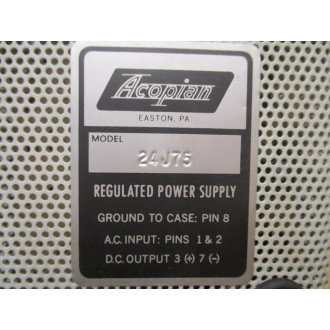 Acopian
EASTON, PA.
MODEL
24J75
REGULATED POWER SUPPLY
GROUND TO CASE: PIN 8
A.C. INPUT: PINS 1 & 2
D.C. OUTPUT 3 (+) 7 (−)